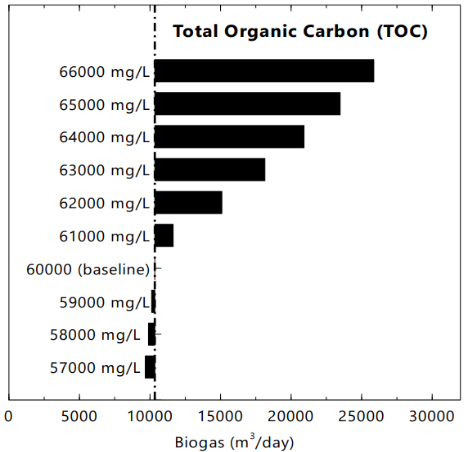 Total Organic Carbon (TOC)
66000 mg/L
65000 mg/L
64000 mg/L
63000 mg/L
62000 mg/L
61000 mg/L
60000 (baseline)
59000 mg/L
58000 mg/L
57000 mg/L
0 5000 10000 15000 20000 25000 30000
Biogas (m³/day)